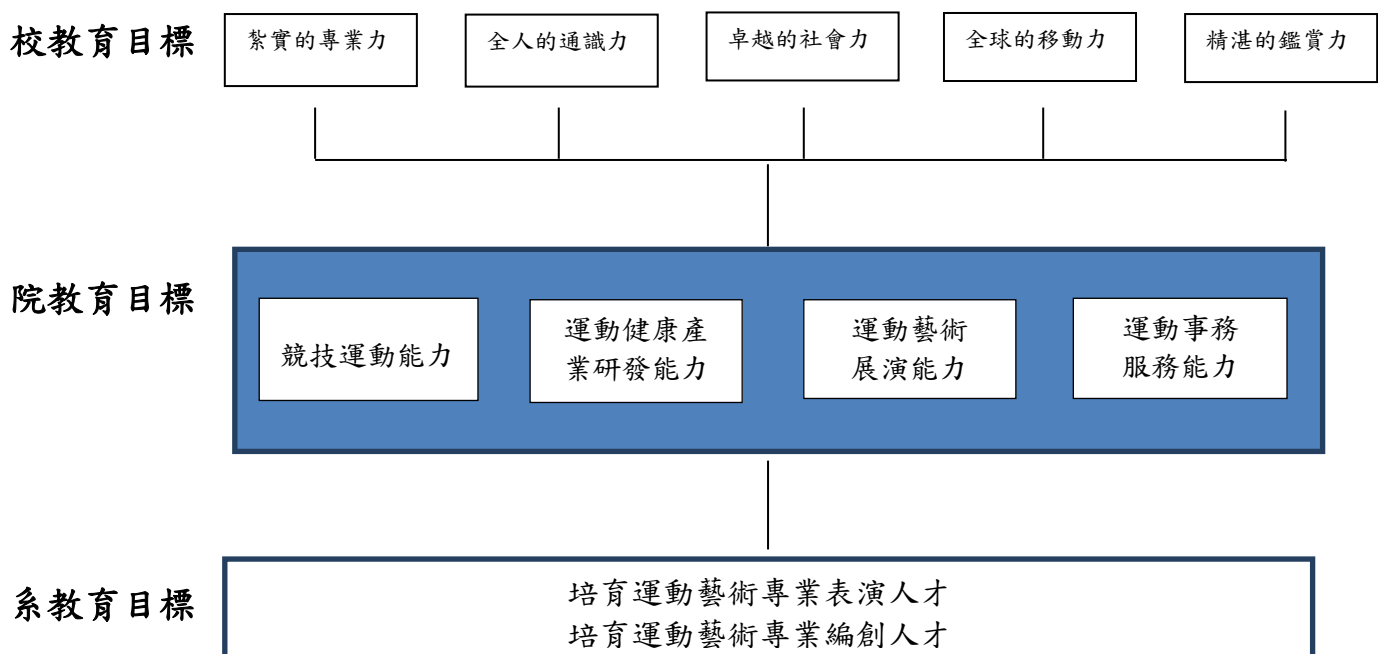 校教育目標
紮實的專業力
全人的通識力
卓越的社會力
全球的移動力
精湛的鑑賞力
院教育目標
競技運動能力
運動健康產
業研發能力
運動藝術
展演能力
運動事務
服務能力
系教育目標
培育運動藝術專業表演人才
培育運動藝術專業編創人才